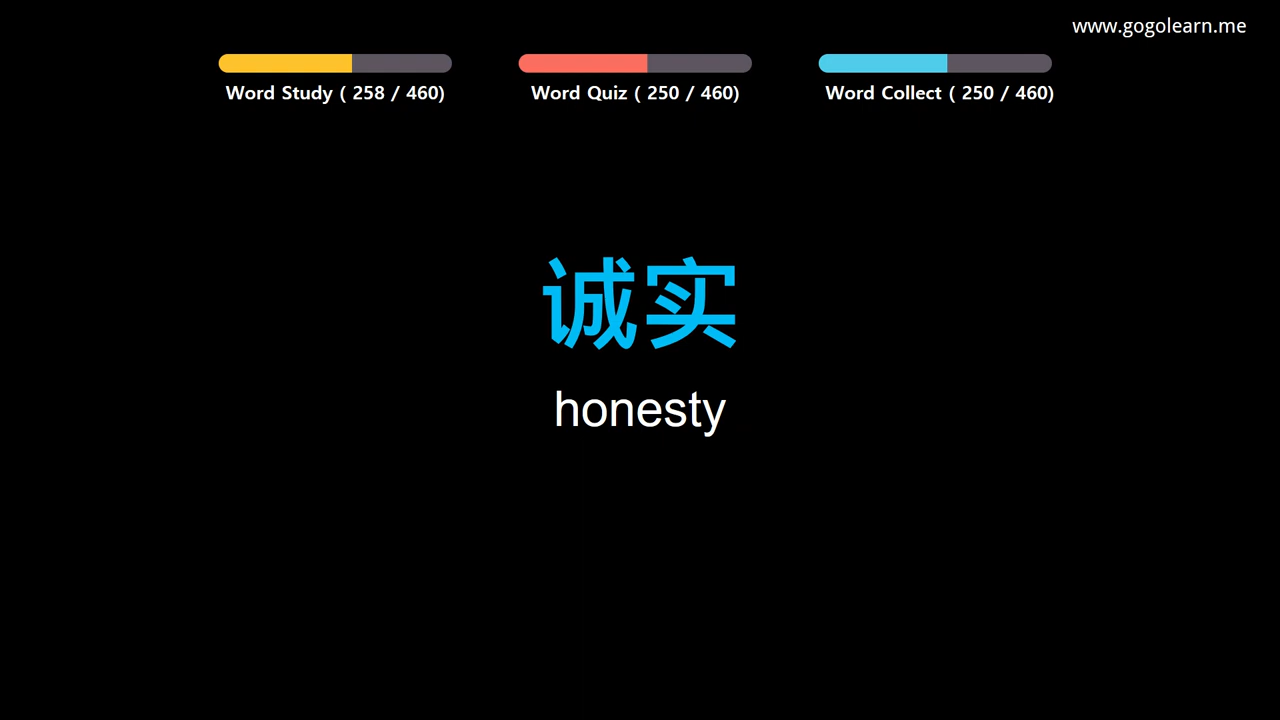 www.gogolearn.me
Word Study ( 258 / 460)
Word Quiz ( 250 / 460)
Word Collect ( 250 / 460)
诚实
honesty